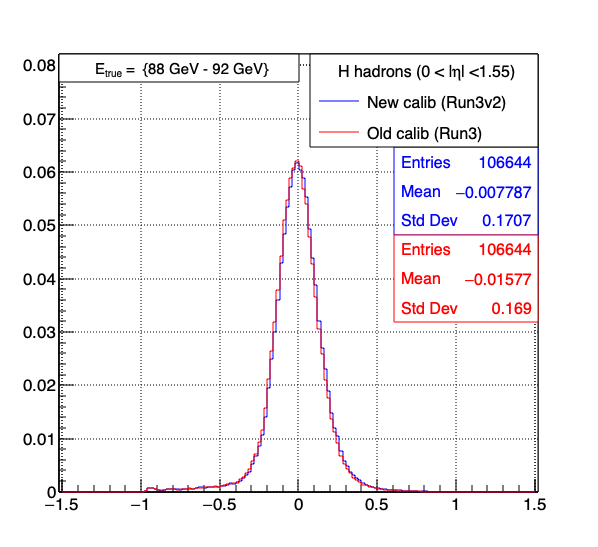 E_true = {88 GeV - 92 GeV}
H hadrons (0 < |η| <1.55)
New calib (Run3v2)
Old calib (Run3)
Entries 106644
Mean −0.007787
Std Dev 0.1707
Entries 106644
Mean −0.01577
Std Dev 0.169
0.08
0.07
0.06
0.05
0.04
0.03
0.02
0.01
0
−1.5 −1 −0.5 0 0.5 1 1.5